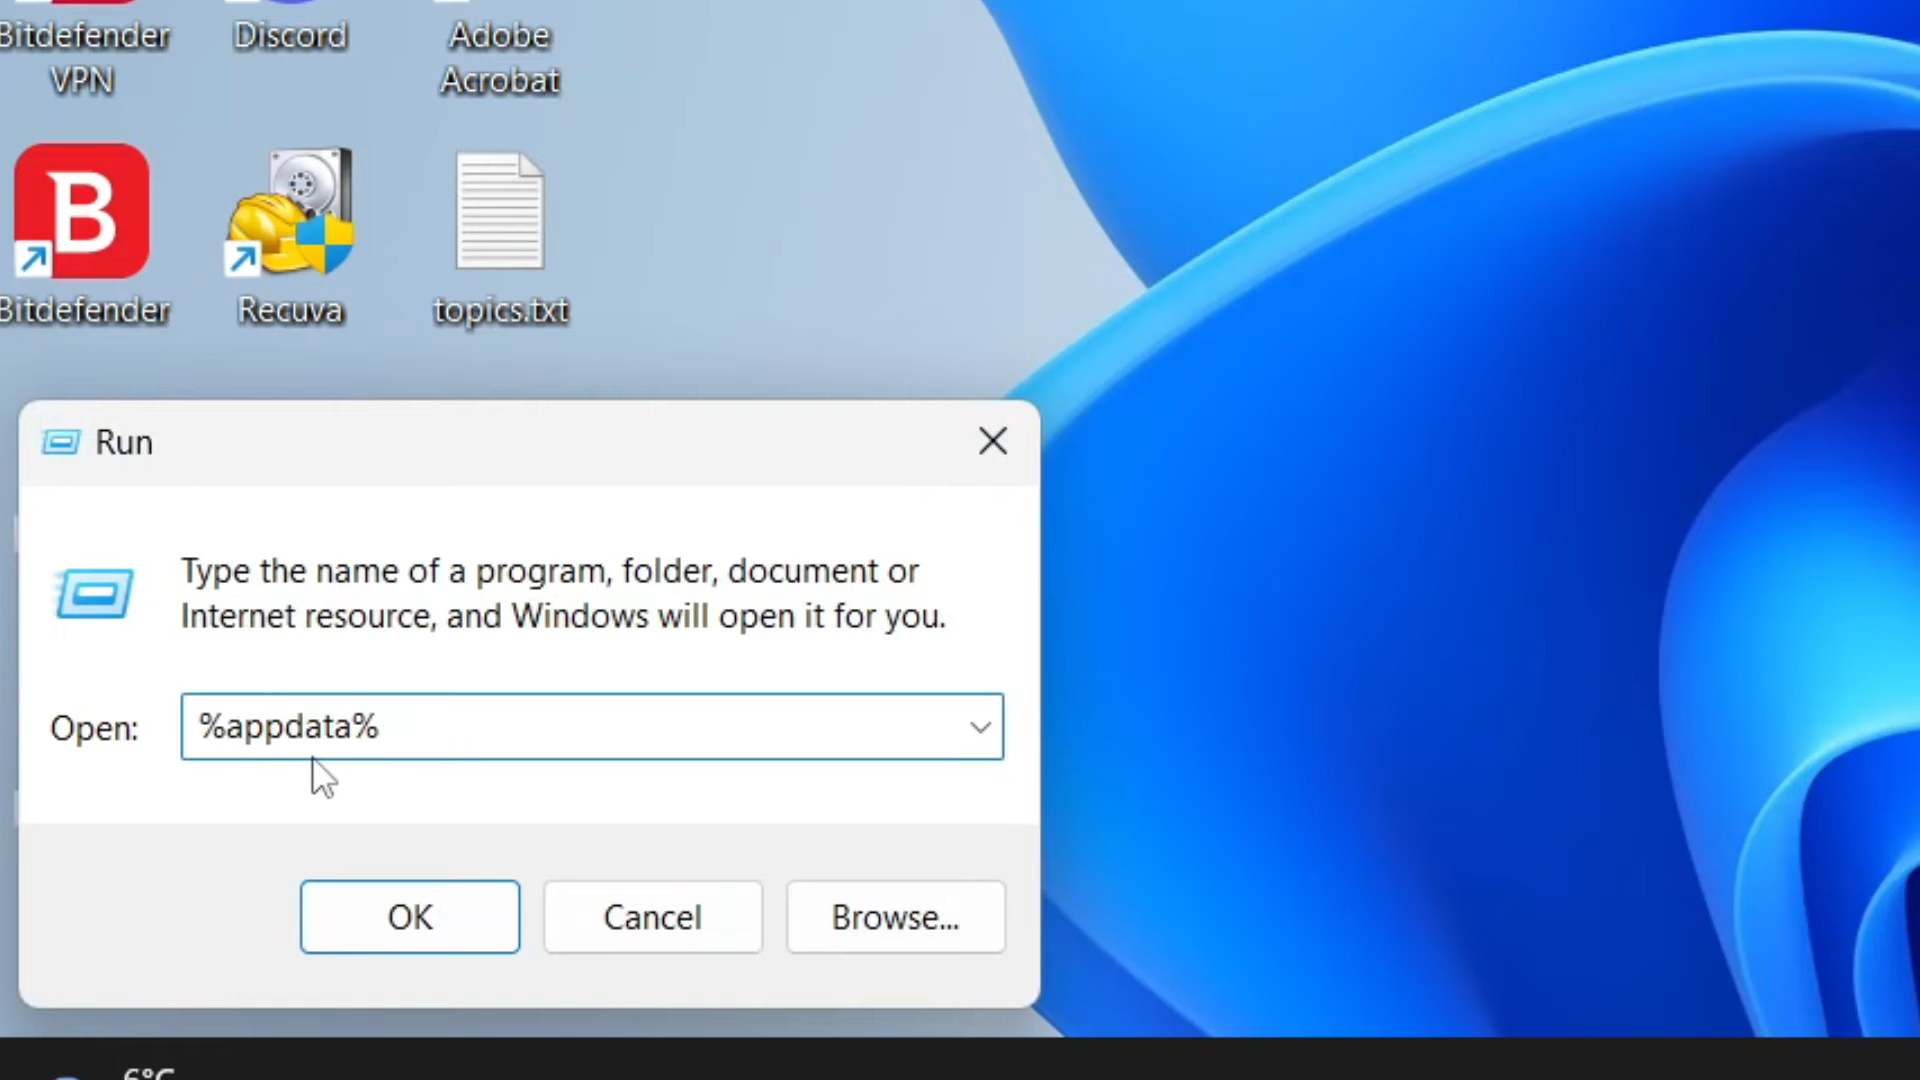 Bitdefender
VPN
Discord
Adobe
Acrobat
B
Bitdefender
Recuva
topics.txt
Run
Type the name of a program, folder, document or
Internet resource, and Windows will open it for you.
Open:
%appdata%
OK
Cancel
Browse...
6°C